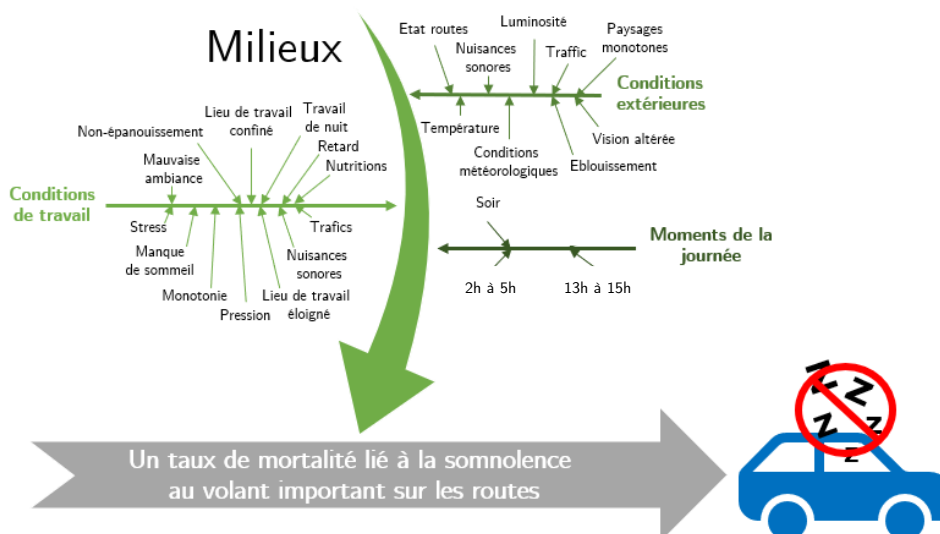 Milieux
Etat routes
Luminosité
Paysages
monotones
Nuisances
sonores
Traffic
Conditions
extérieures
Température
Vision altérée
Conditions
météorologiques
Eblouissement
Lieu de travail
confiné
Travail
de nuit
Non-épanouissement
Retard
Mauvaise
ambiance
Nutritions
Conditions
de travail
Stress
Trafics
Manque
de sommeil
Nuisances
sonores
Monotonie
Lieu de travail
éloigné
Pression
Soir
Moments de la
journée
2h à 5h
13h à 15h
Z
Z
Z
Z
Z
Un taux de mortalité lié à la somnolence
au volant important sur les routes